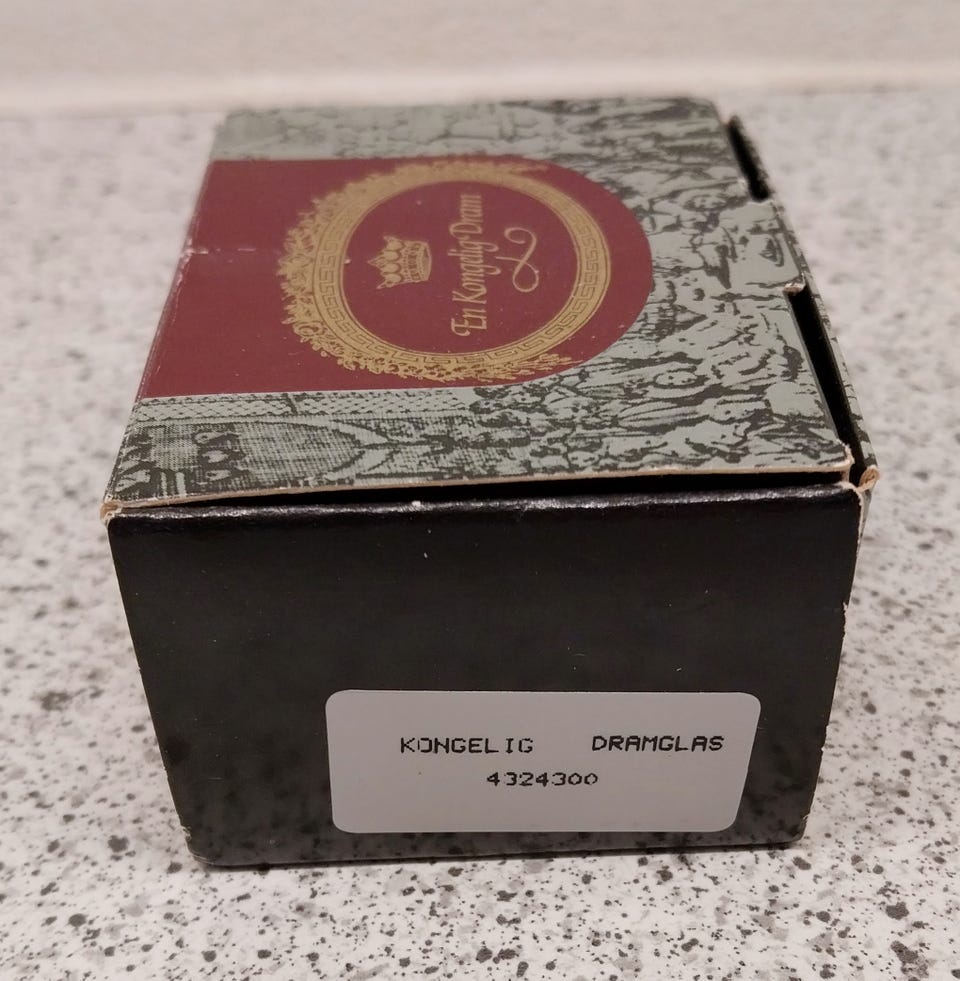 En Kongelig Dram
KONGELIG DRAMGLAS
4324300